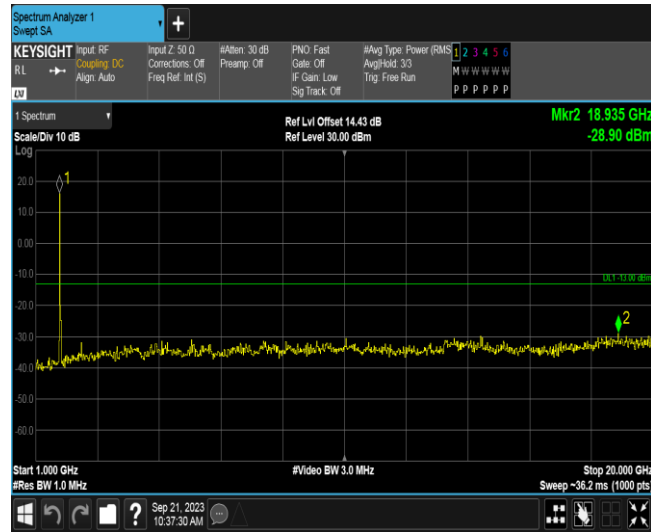 Spectrum Analyzer 1
Swept SA
+
KEYSIGHT Input: RF Input Z: 50 Ω #Atten: 30 dB PNO: Fast #Avg Type: Power (RMS 1 2 3 4 5 6
RL Coupling: DC Corrections: Off Preamp: Off Gate: Off Avg|Hold: 3/3 M W W W W W
Align: Auto Freq Ref: Int (S) IF Gain: Low Trig: Free Run
LXI Sig Track: Off P P P P P P
1 Spectrum Ref Lvl Offset 14.43 dB Mkr2 18.935 GHz
Scale/Div 10 dB Ref Level 30.00 dBm -28.90 dBm
Log
1
20.0
10.0
0.00
-10.0
DL1 -13.00 dBm
-20.0
2
-30.0
-40.0
-50.0
-60.0
Start 1.000 GHz #Video BW 3.0 MHz Stop 20.000 GHz
#Res BW 1.0 MHz Sweep ~36.2 ms (1000 pts)
? Sep 21, 2023
10:37:30 AM